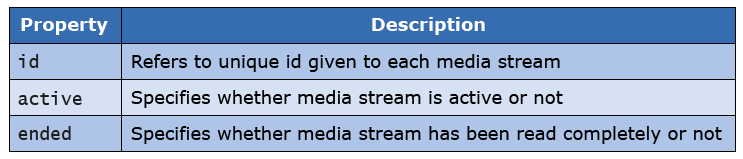 Property Description
id Refers to unique id given to each media stream
active Specifies whether media stream is active or not
ended Specifies whether media stream has been read completely or not